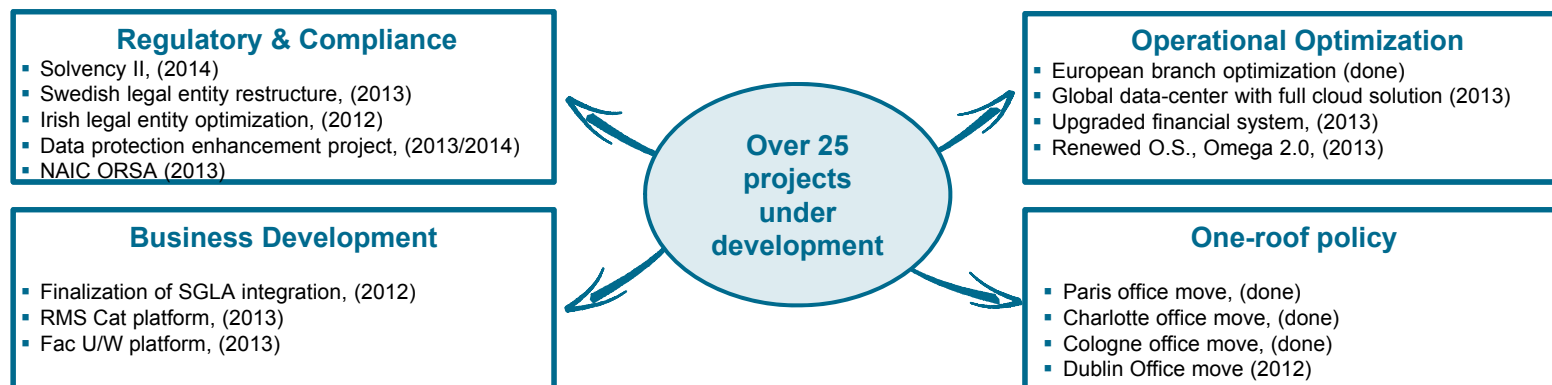 Regulatory & Compliance
▪ Solvency II, (2014)
▪ Swedish legal entity restructure, (2013)
▪ Irish legal entity optimization, (2012)
▪ Data protection enhancement project, (2013/2014)
▪ NAIC ORSA (2013)
Operational Optimization
▪ European branch optimization (done)
▪ Global data-center with full cloud solution (2013)
▪ Upgraded financial system, (2013)
▪ Renewed O.S., Omega 2.0, (2013)
Over 25
projects
under
development
Business Development
▪ Finalization of SGLA integration, (2012)
▪ RMS Cat platform, (2013)
▪ Fac U/W platform, (2013)
One-roof policy
▪ Paris office move, (done)
▪ Charlotte office move, (done)
▪ Cologne office move, (done)
▪ Dublin Office move (2012)